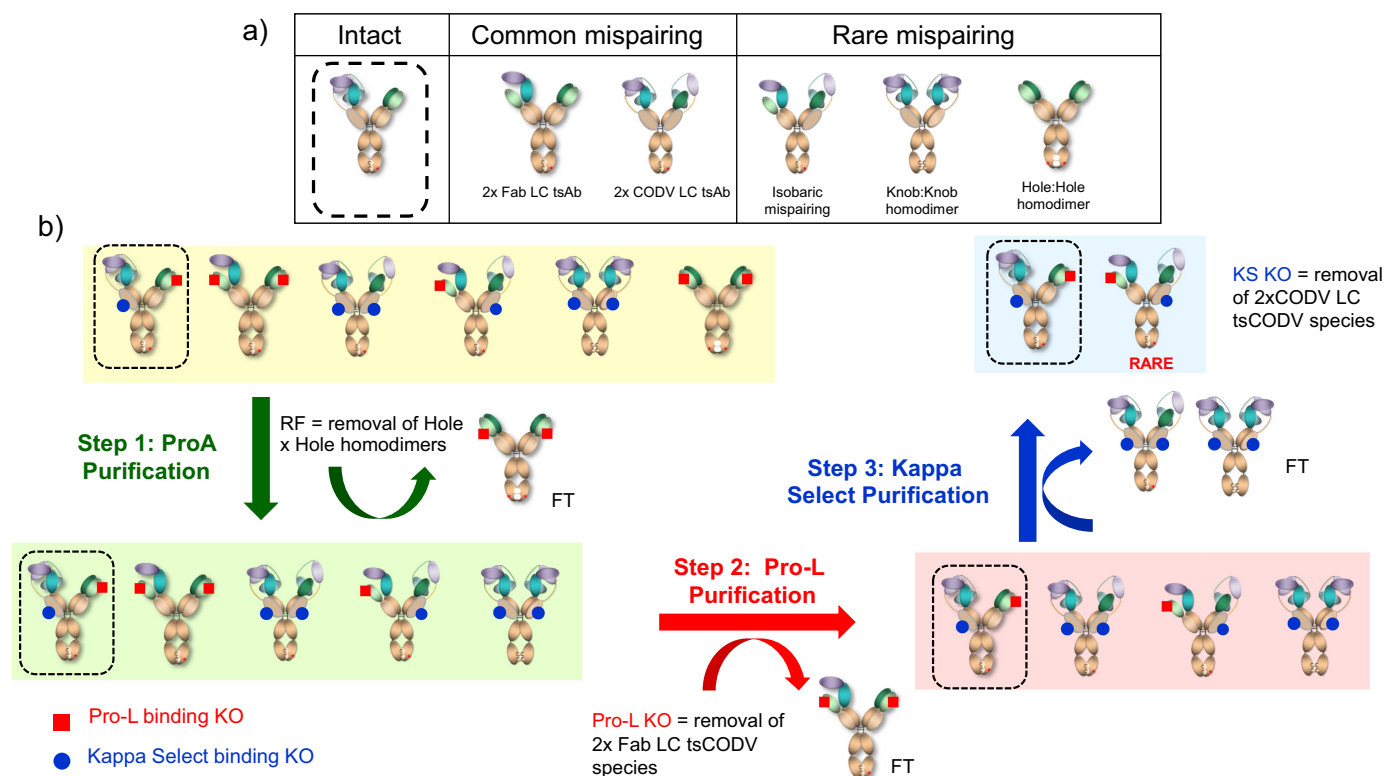 a)
Intact
Common mispairing
Rare mispairing
2x Fab LC tsAb
2x CODV LC tsAb
Isobaric
mispairing
Knob:Knob
homodimer
Hole:Hole
homodimer
b)
KS KO = removal
of 2xCODV LC
tsCODV species
RARE
Step 1: ProA
Purification
RF = removal of Hole
x Hole homodimers
FT
Step 3: Kappa
Select Purification
FT
Step 2: Pro-L
Purification
Pro-L KO = removal of
2x Fab LC tsCODV
species
FT
Pro-L binding KO
Kappa Select binding KO